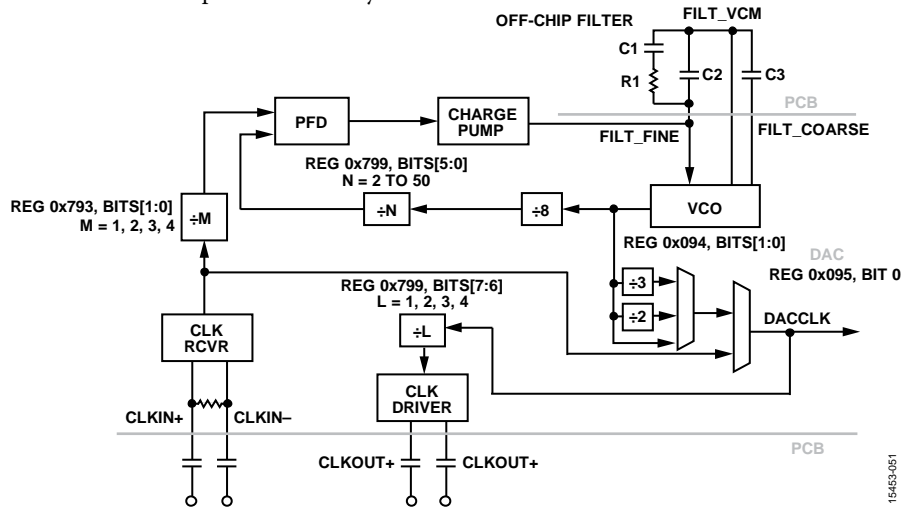 OFF-CHIP FILTER
FILT_VCM
C1
R1
C2
C3
PCB
PFD
CHARGE
PUMP
FILT_FINE
FILT_COARSE
REG 0x799, BITS[5:0]
N = 2 TO 50
REG 0x793, BITS[1:0]
M = 1, 2, 3, 4
÷M
÷N
÷8
VCO
REG 0x094, BITS[1:0]
DAC
REG 0x095, BIT 0
REG 0x799, BITS[7:6]
L = 1, 2, 3, 4
÷3
÷2
DACCLK
CLK
RCVR
÷L
CLK
DRIVER
CLKIN+
CLKIN–
PCB
CLKOUT+
CLKOUT+
15453-051